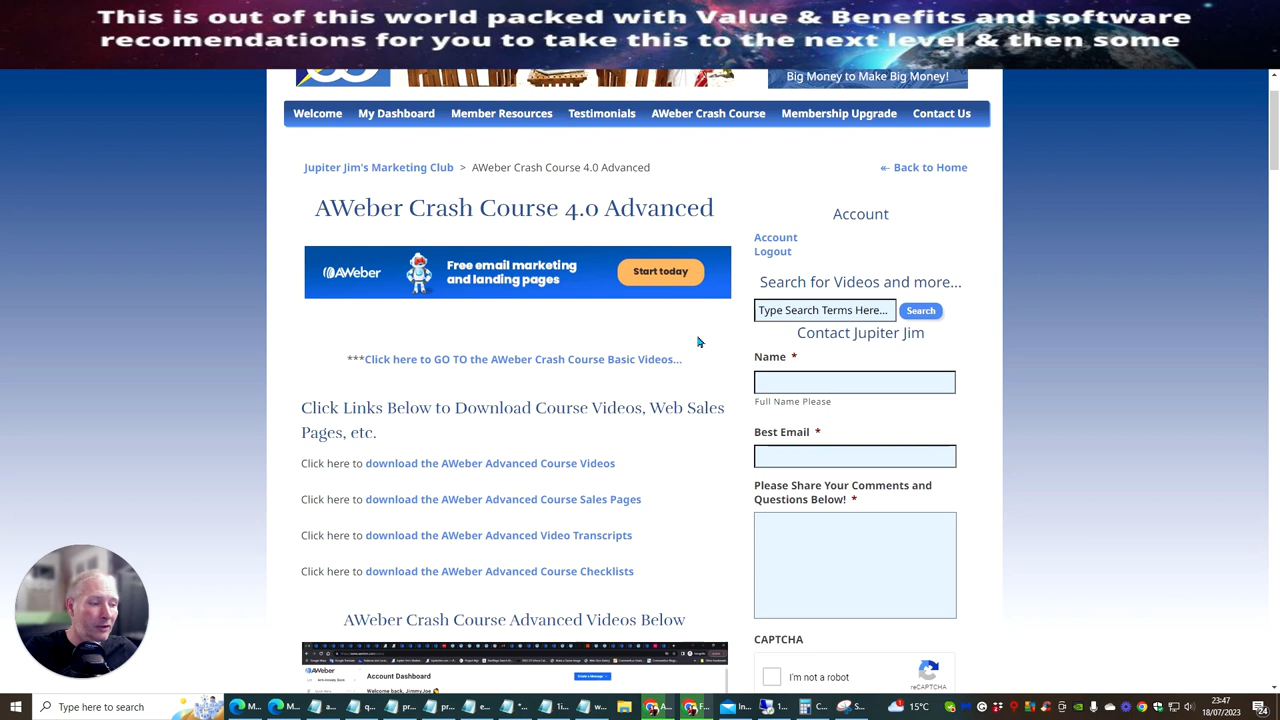 This is out of this world packed with Value & Benefits and software
recomendations for you to take this to the next level & then some
Big Money to Make Big Money!
Welcome My Dashboard Member Resources Testimonials AWeber Crash Course Membership Upgrade Contact Us
Jupiter Jim's Marketing Club > AWeber Crash Course 4.0 Advanced
↞ Back to Home
AWeber Crash Course 4.0 Advanced
AWeber
Free email marketing
and landing pages
Start today
***Click here to GO TO the AWeber Crash Course Basic Videos...
Click Links Below to Download Course Videos, Web Sales
Pages, etc.
Click here to download the AWeber Advanced Course Videos
Click here to download the AWeber Advanced Course Sales Pages
Click here to download the AWeber Advanced Video Transcripts
Click here to download the AWeber Advanced Course Checklists
AWeber Crash Course Advanced Videos Below
AWeber
Account Dashboard
Create a Message
Welcome back, JimmyJoe
Account
Account
Logout
Search for Videos and more...
Type Search Terms Here...
Search
Contact Jupiter Jim
Name *
Full Name Please
Best Email *
Please Share Your Comments and
Questions Below! *
CAPTCHA
I'm not a robot
reCAPTCHA
Type here to search
15°C
23:47
18/07/2023